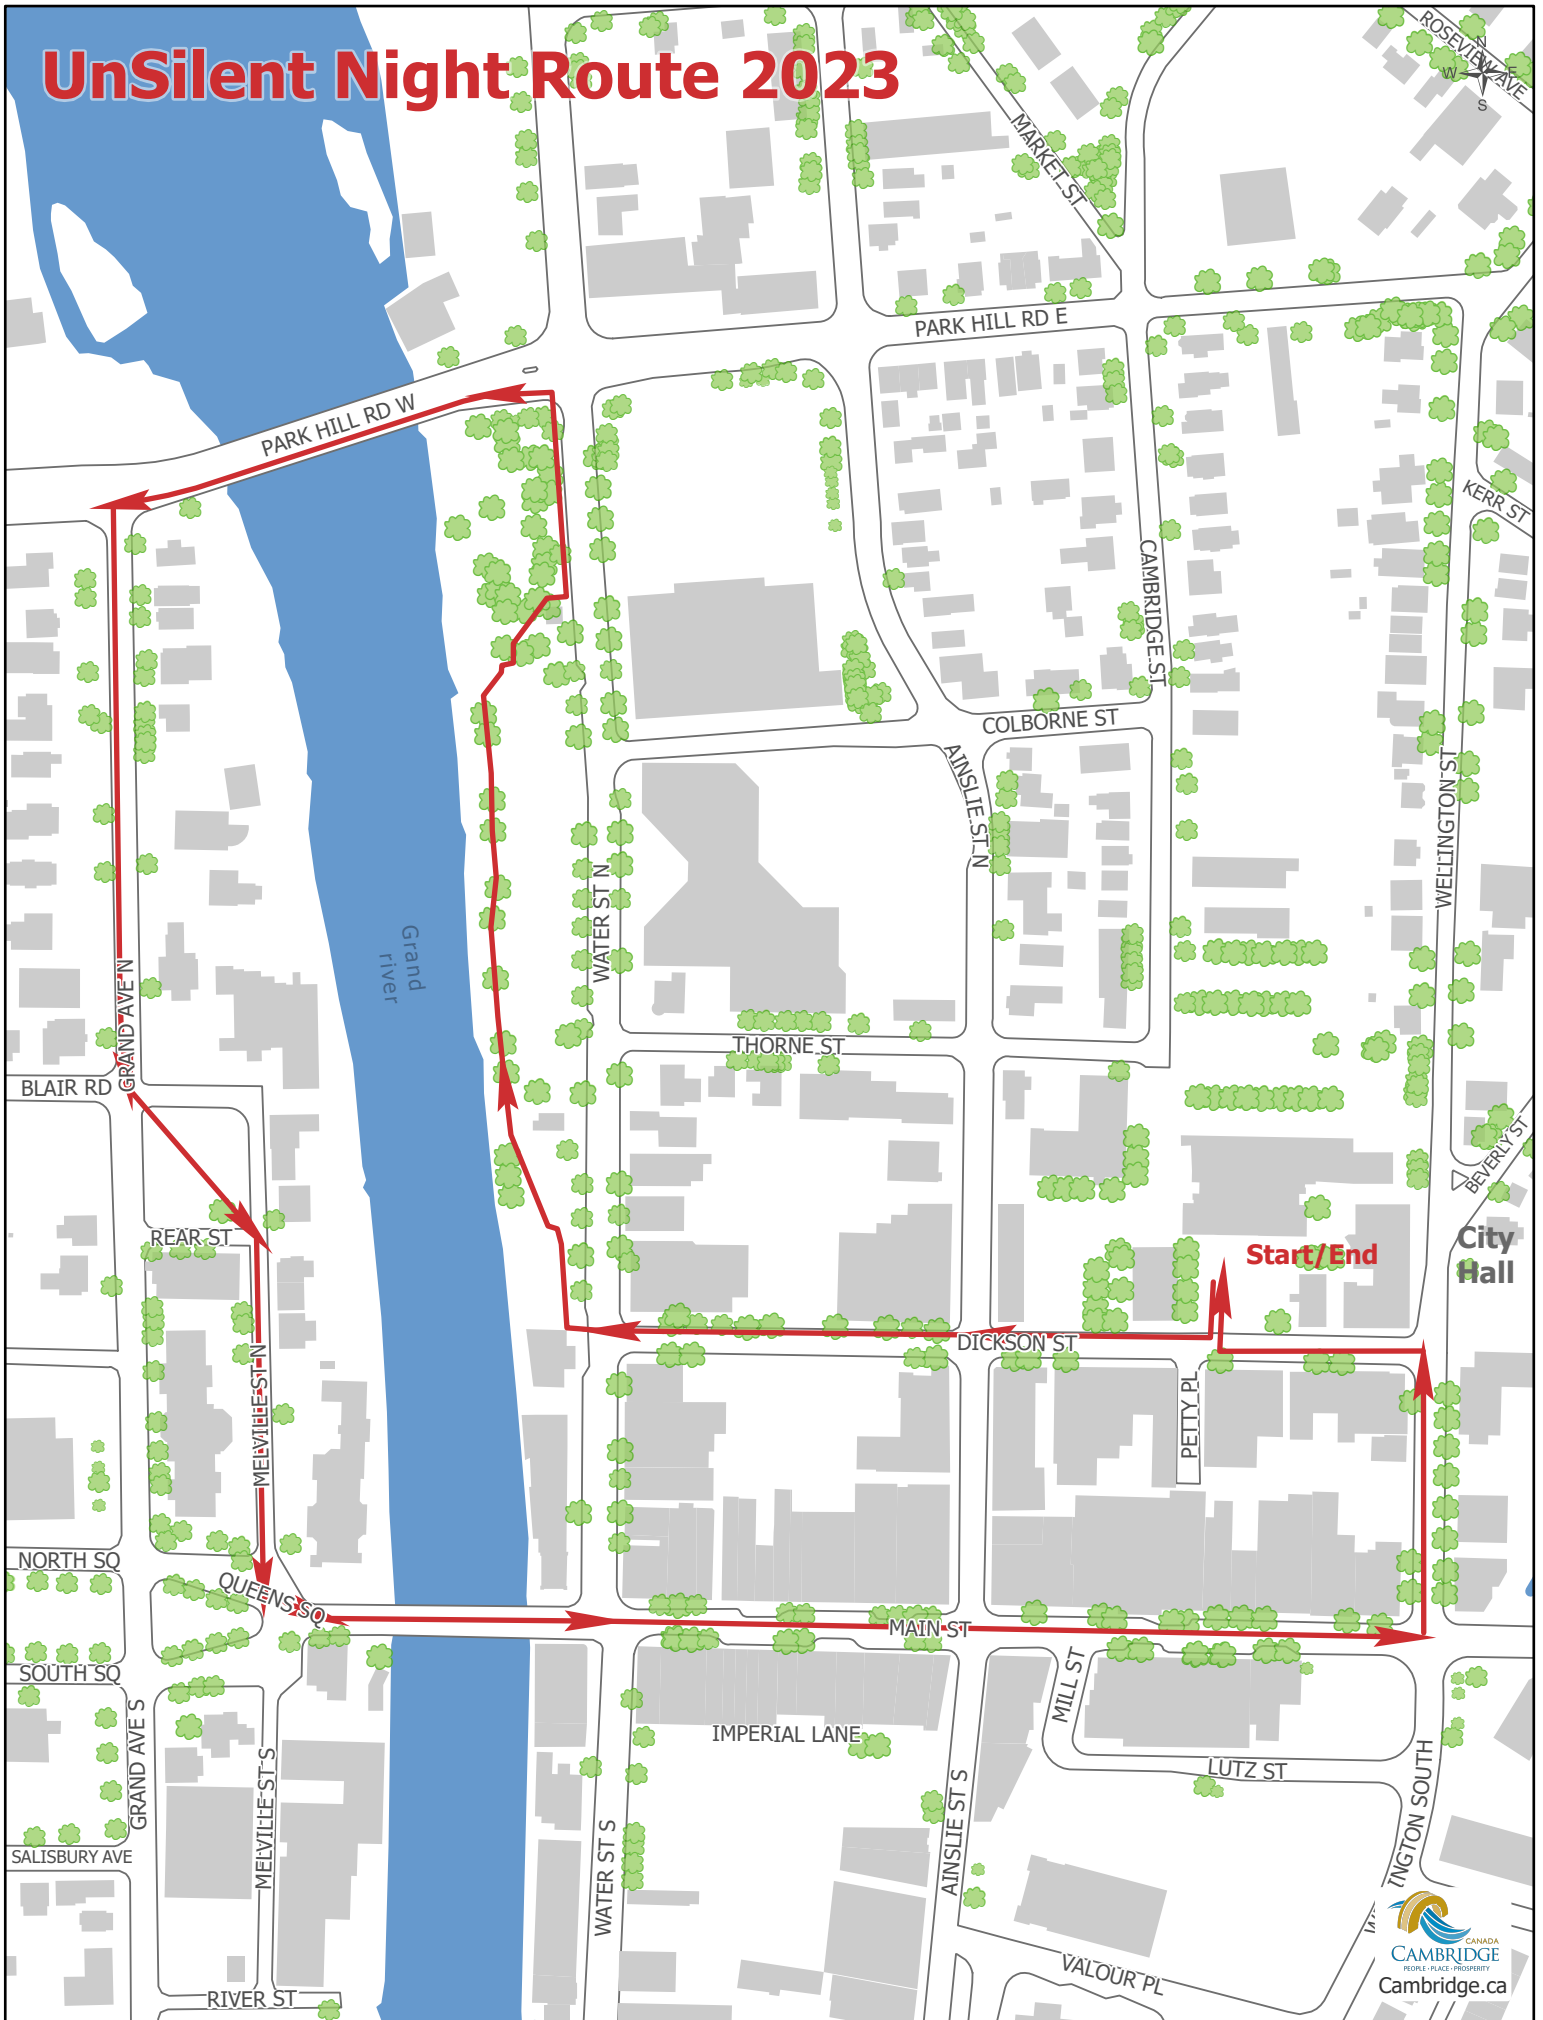 UnSilent Night Route 2023
ROSEVIEW AVE
N
W
E
S
MARKET ST
PARK HILL RD E
PARK HILL RD W
KERR ST
CAMBRIDGE ST
COLBORNE ST
AINSLIE ST N
WELLINGTON ST
WATER ST N
Grand
river
GRAND AVE N
THORNE ST
BLAIR RD
BEVERLY ST
REAR ST
City
Hall
Start/End
DICKSON ST
PETTY PL
MELVILLE ST N
NORTH SQ
QUEENS SQ
MAIN ST
SOUTH SQ
MILL ST
IMPERIAL LANE
GRAND AVE S
MELVILLE ST S
LUTZ ST
INGTON SOUTH
WATER ST S
AINSLIE ST S
SALISBURY AVE
VALOUR PL
RIVER ST
CANADA
CAMBRIDGE
PEOPLE • PLACE • PROSPERITY
Cambridge.ca